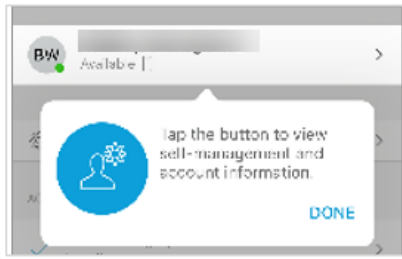 BW
Available
Tap the button to view
self-management and
account information.
DONE